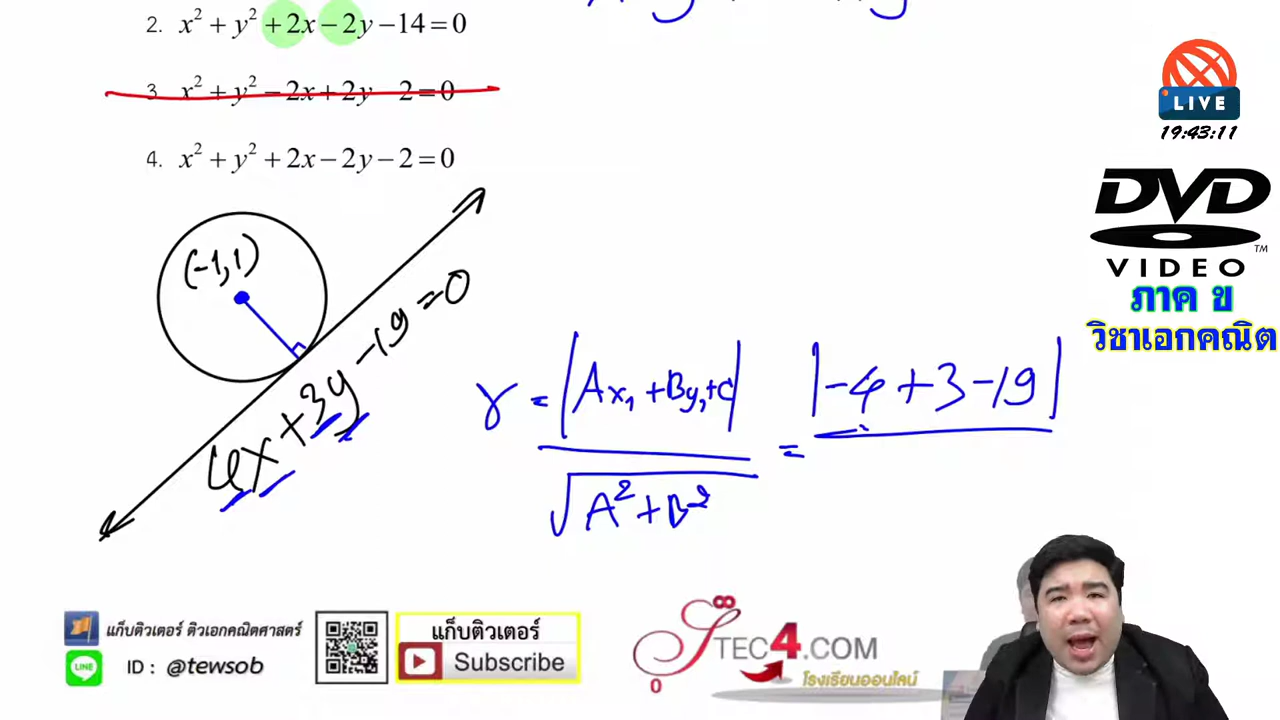 2. x² + y² + 2x − 2y − 14 = 0
3. x² + y² − 2x + 2y − 2 = 0
4. x² + y² + 2x − 2y − 2 = 0
(-1,1)
4x + 3y - 19 = 0
r = |Ax₁ + By₁ + C| / √A² + B² = |-4 + 3 - 19|
LIVE
19:43:11
DVD
VIDEO
TM
ภาค ข
วิชาเอกคณิต
แก็บติวเตอร์ ติวเอกคณิตศาสตร์
LINE
ID : @tewsob
แก็บติวเตอร์
Subscribe
STEC4.COM
โรงเรียนออนไลน์